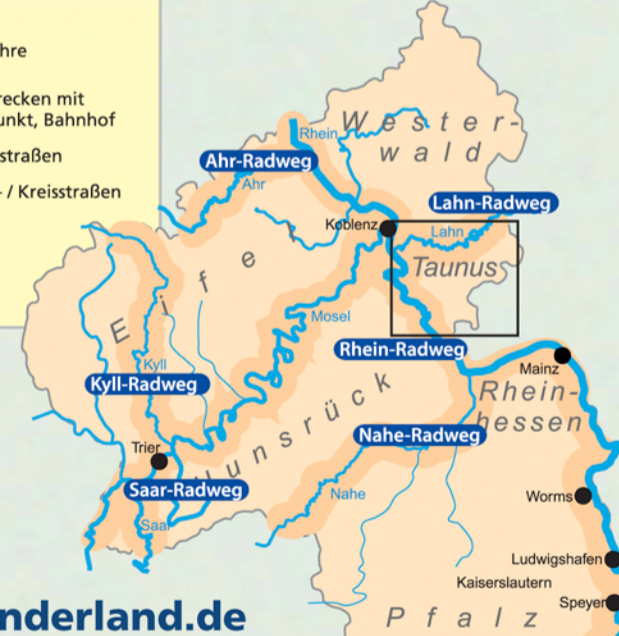 hre
recken mit
unkt, Bahnhof
straßen
- / Kreisstraßen
Wester-
wald
Rhein
Ahr-Radweg
Ahr
Lahn-Radweg
Koblenz
Lahn
Taunus
Eifel
Mosel
Rhein-Radweg
Mainz
Kyll
Kyll-Radweg
Rhein-
hessen
Hunsrück
Nahe-Radweg
Trier
Saar-Radweg
Nahe
Worms
Saar
Ludwigshafen
Kaiserslautern
Speyer
nderland.de
Pfalz